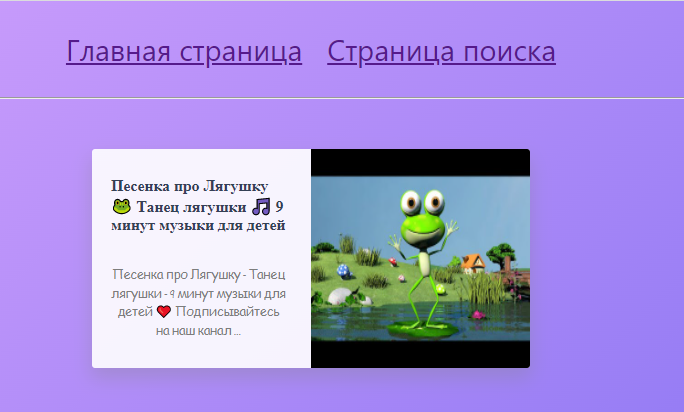 Главная страница Страница поиска
Песенка про Лягушку
🐸 Танец лягушки 🎵 9
минут музыки для детей
Песенка про Лягушку - Танец
лягушки - 9 минут музыки для
детей ❤️ Подписывайтесь
на наш канал ...